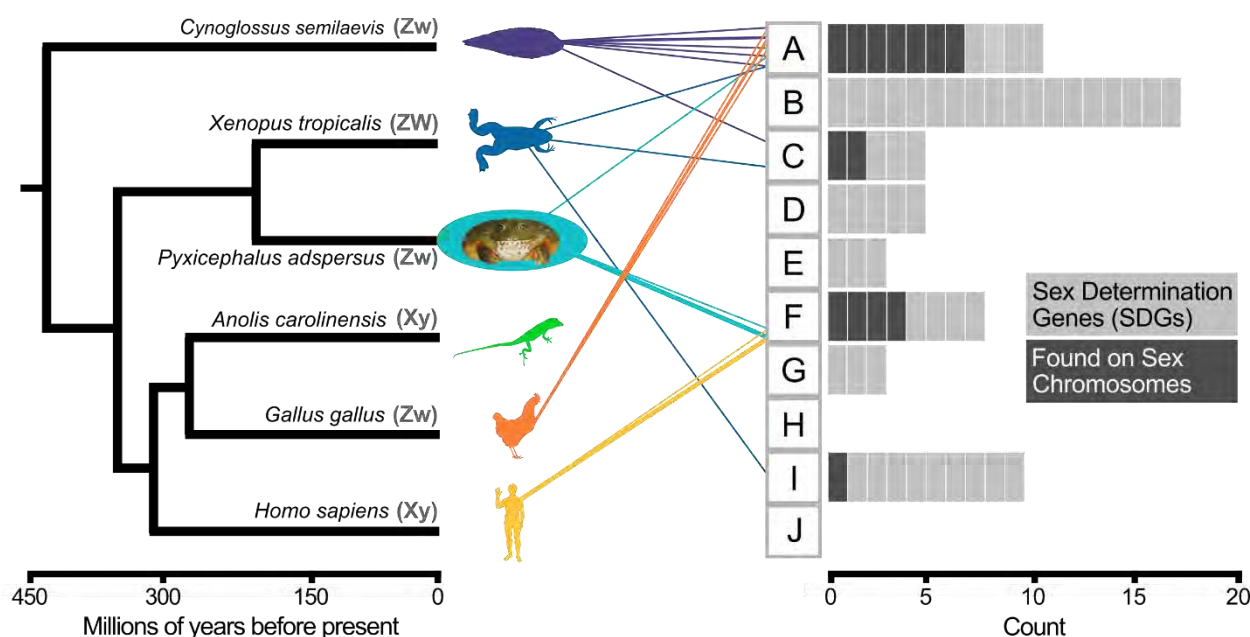 Cynoglossus semilaevis (Zw)
Xenopus tropicalis (ZW)
Pyxicephalus adspersus (Zw)
Anolis carolinensis (Xy)
Gallus gallus (Zw)
Homo sapiens (Xy)
450 300 150 0
Millions of years before present
A
B
C
D
E
F
G
H
I
J
Sex Determination
Genes (SDGs)
Found on Sex
Chromosomes
0 5 10 15 20
Count